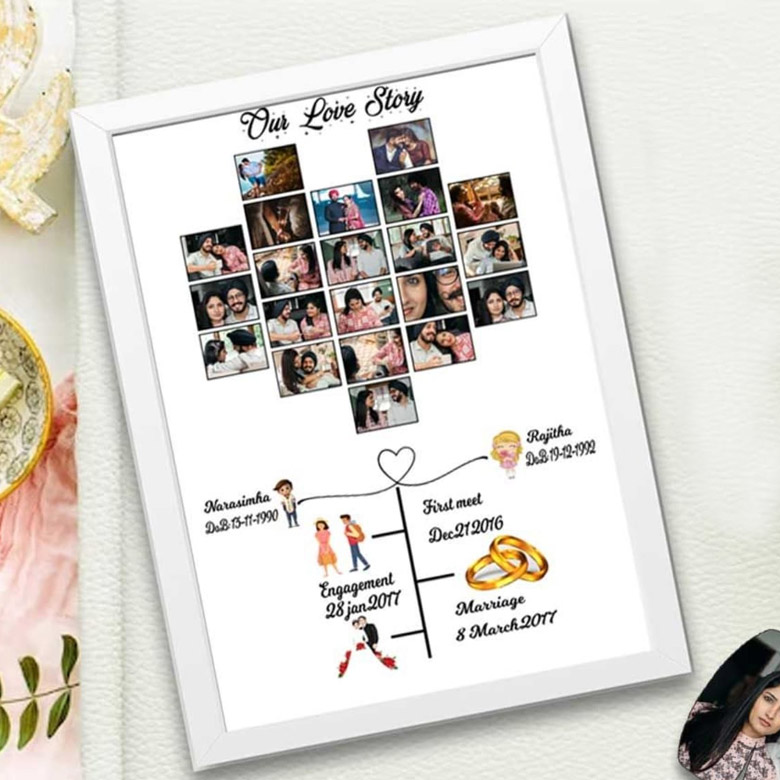 Our Love Story
Rajitha
DoB:19-12-1992
Narasimha
DoB:13-11-1990
First meet
Dec21 2016
Engagement
28 jan2017
Marriage
8 March2017